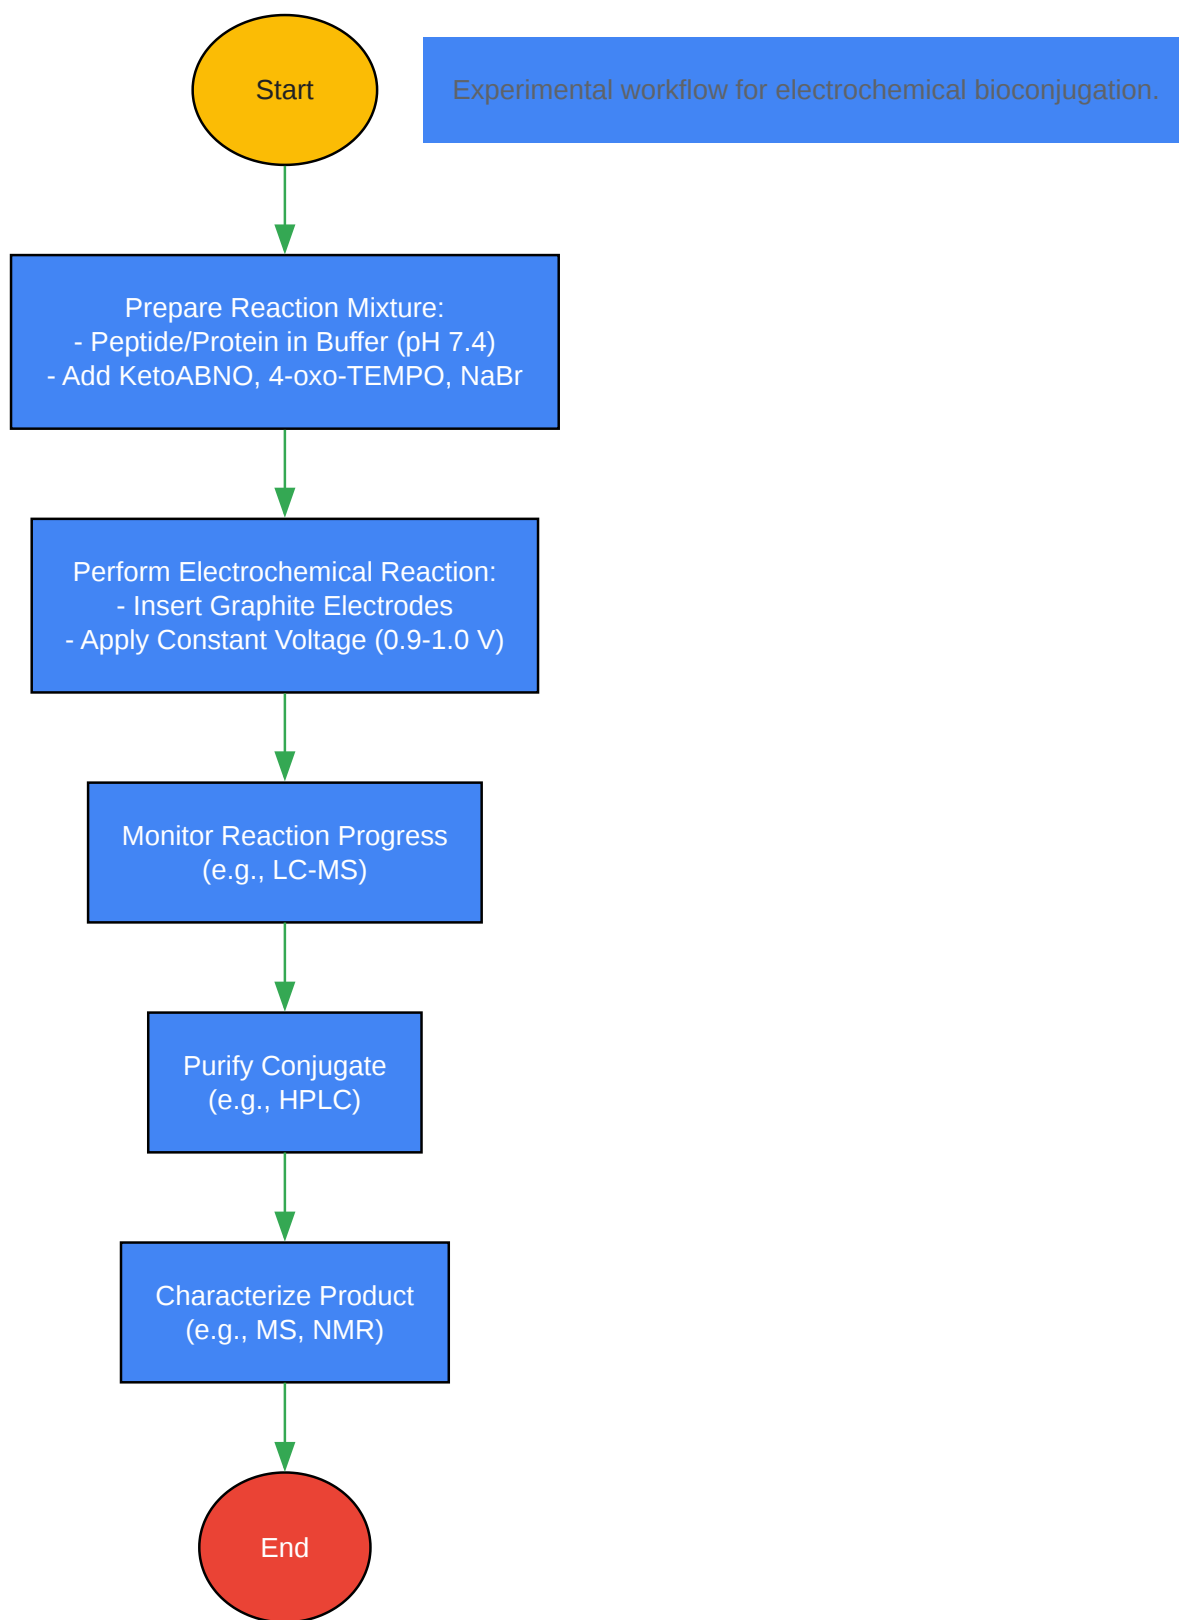 Start
Experimental workflow for electrochemical bioconjugation.
Prepare Reaction Mixture:
- Peptide/Protein in Buffer (pH 7.4)
- Add KetoABNO, 4-oxo-TEMPO, NaBr
Perform Electrochemical Reaction:
- Insert Graphite Electrodes
- Apply Constant Voltage (0.9-1.0 V)
Monitor Reaction Progress
(e.g., LC-MS)
Purify Conjugate
(e.g., HPLC)
Characterize Product
(e.g., MS, NMR)
End